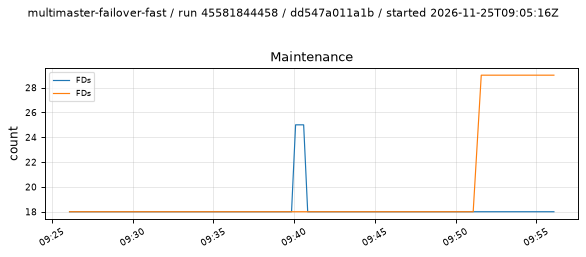 multimaster-failover-fast / run 45581844458 / dd547a011a1b / started 2026-11-25T09:05:16Z
Maintenance
FDs
FDs
count
28
26
24
22
20
18
09:25
09:30
09:35
09:40
09:45
09:50
09:55